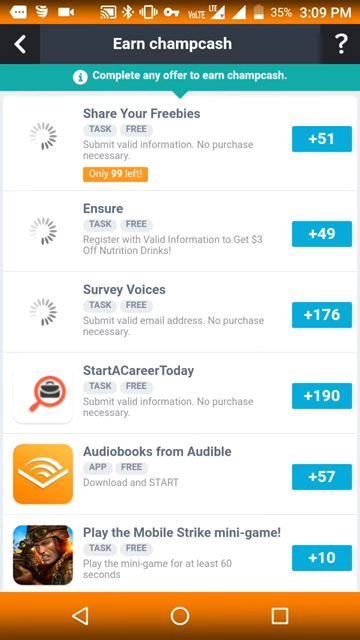 VoLTE LTE 35% 3:09 PM
Earn champcash ?
Complete any offer to earn champcash.
Share Your Freebies
TASK FREE
Submit valid information. No purchase
necessary.
Only 99 left!
+51
Ensure
TASK FREE
Register with Valid Information to Get $3
Off Nutrition Drinks!
+49
Survey Voices
TASK FREE
Submit valid email address. No purchase
necessary.
+176
StartACareerToday
TASK FREE
Submit valid information. No purchase
necessary.
+190
Audiobooks from Audible
APP FREE
Download and START
+57
Play the Mobile Strike mini-game!
TASK FREE
Play the mini-game for at least 60
seconds
+10